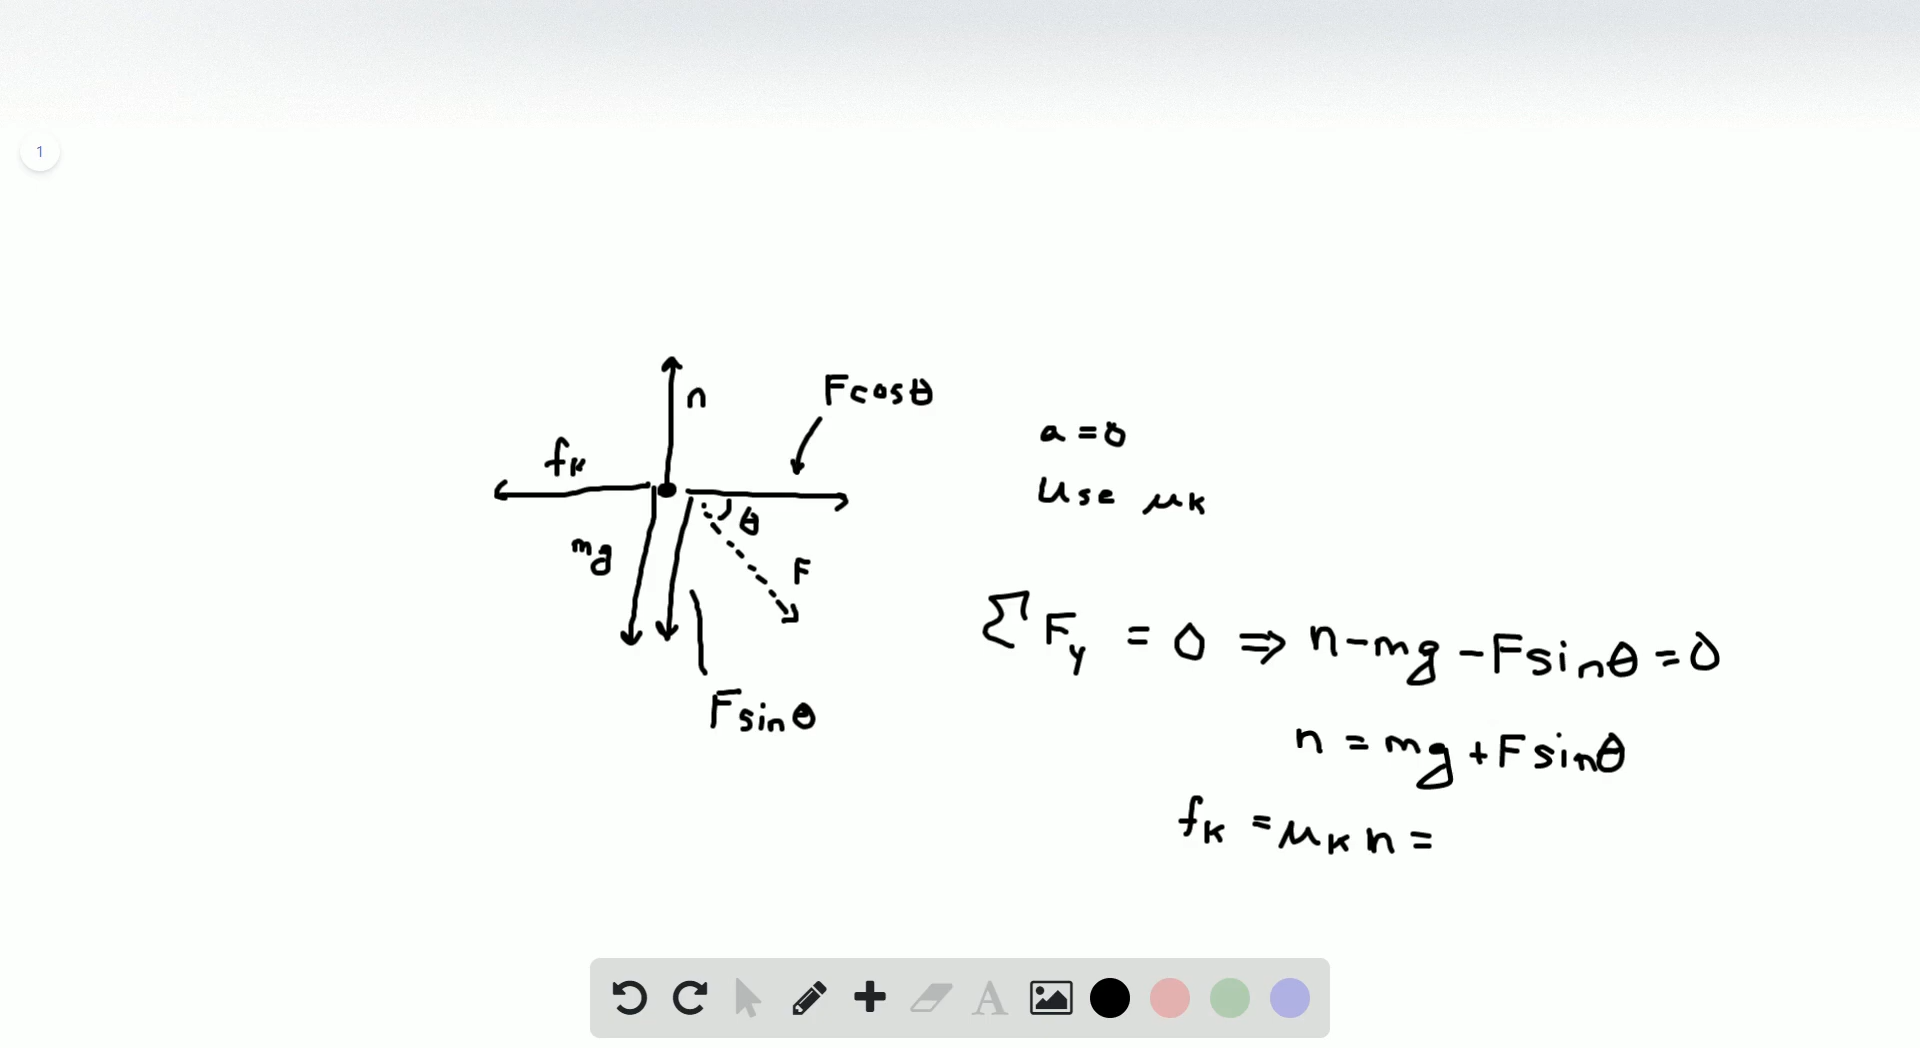 1
n
Fcosθ
fk
a = 0
Use μk
θ
mg
F
ΣFy = 0 ⇒ n - mg - Fsinθ = 0
Fsinθ
n = mg + Fsinθ
fk = μk n =
A